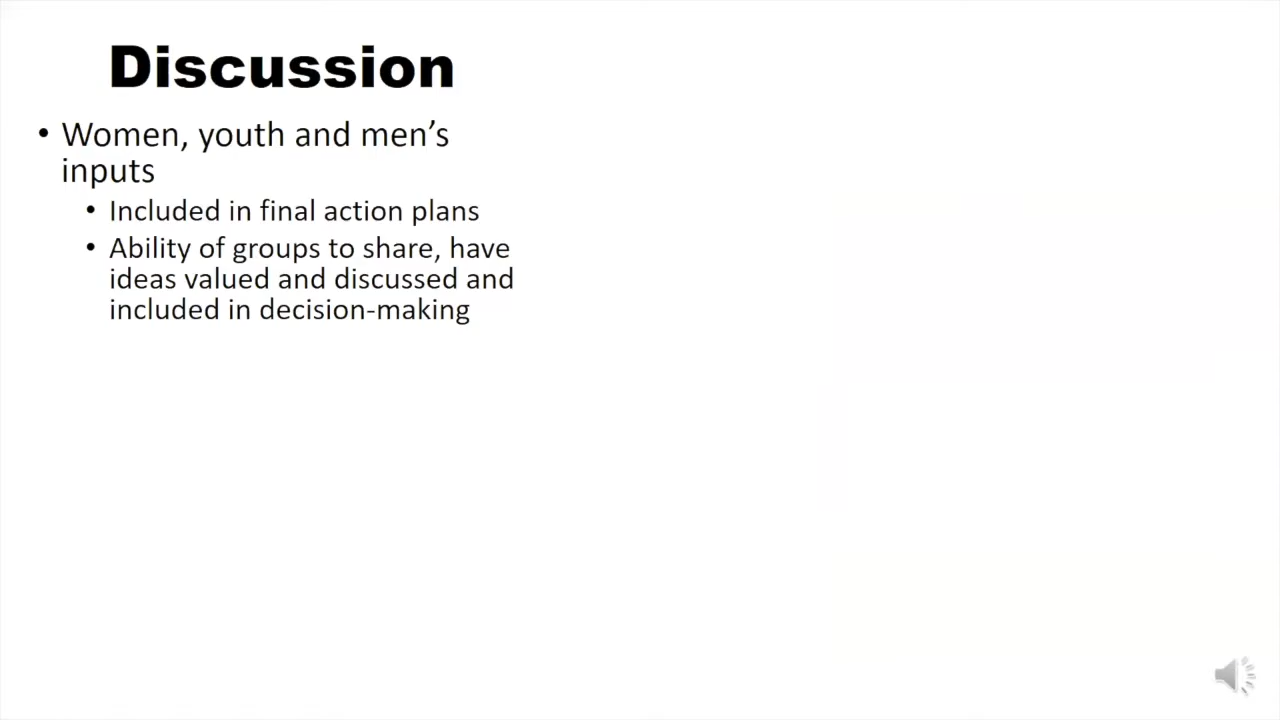 Discussion
• Women, youth and men’s
inputs
• Included in final action plans
• Ability of groups to share, have
ideas valued and discussed and
included in decision-making